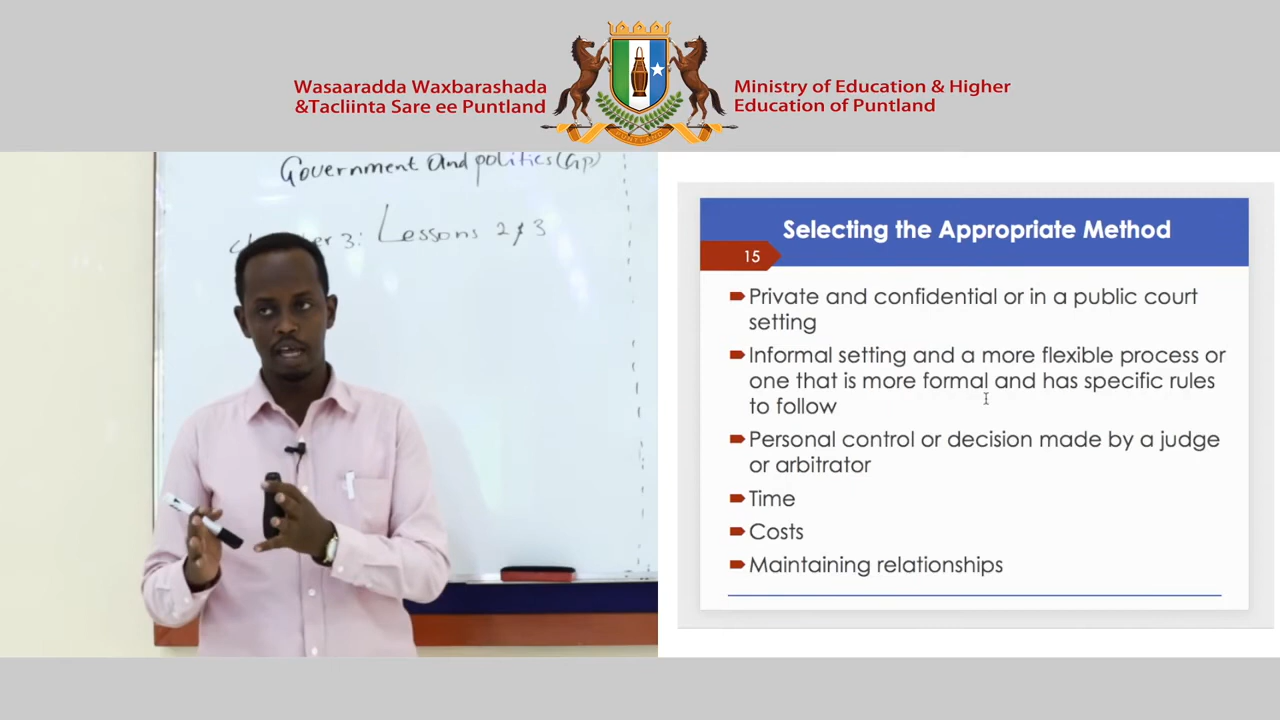 Wasaaradda Waxbarashada
&Tacliinta Sare ee Puntland
Ministry of Education & Higher
Education of Puntland
PUNTLAND
Government and politics(Gp)
3: Lessons 2 & 3
Selecting the Appropriate Method
15
Private and confidential or in a public court
setting
Informal setting and a more flexible process or
one that is more formal and has specific rules
to follow
Personal control or decision made by a judge
or arbitrator
Time
Costs
Maintaining relationships